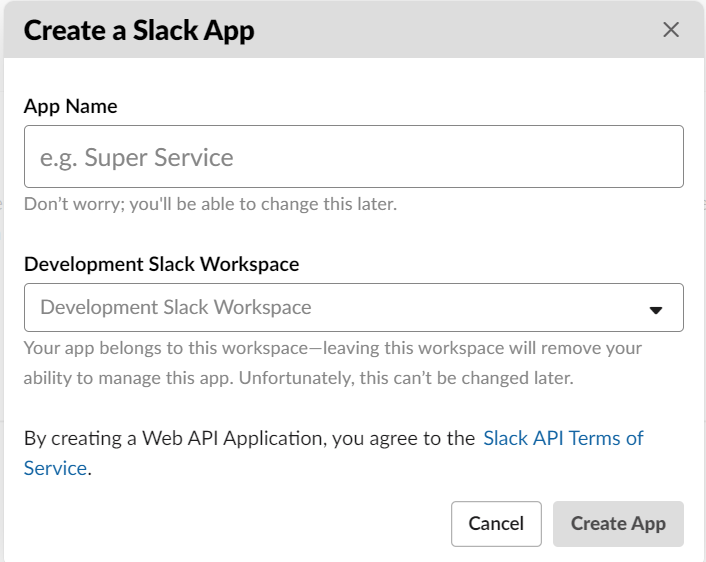 Create a Slack App
App Name
e.g. Super Service
Don't worry; you'll be able to change this later.
Development Slack Workspace
Development Slack Workspace
Your app belongs to this workspace—leaving this workspace will remove your
ability to manage this app. Unfortunately, this can't be changed later.
By creating a Web API Application, you agree to the Slack API Terms of
Service.
Cancel
Create App